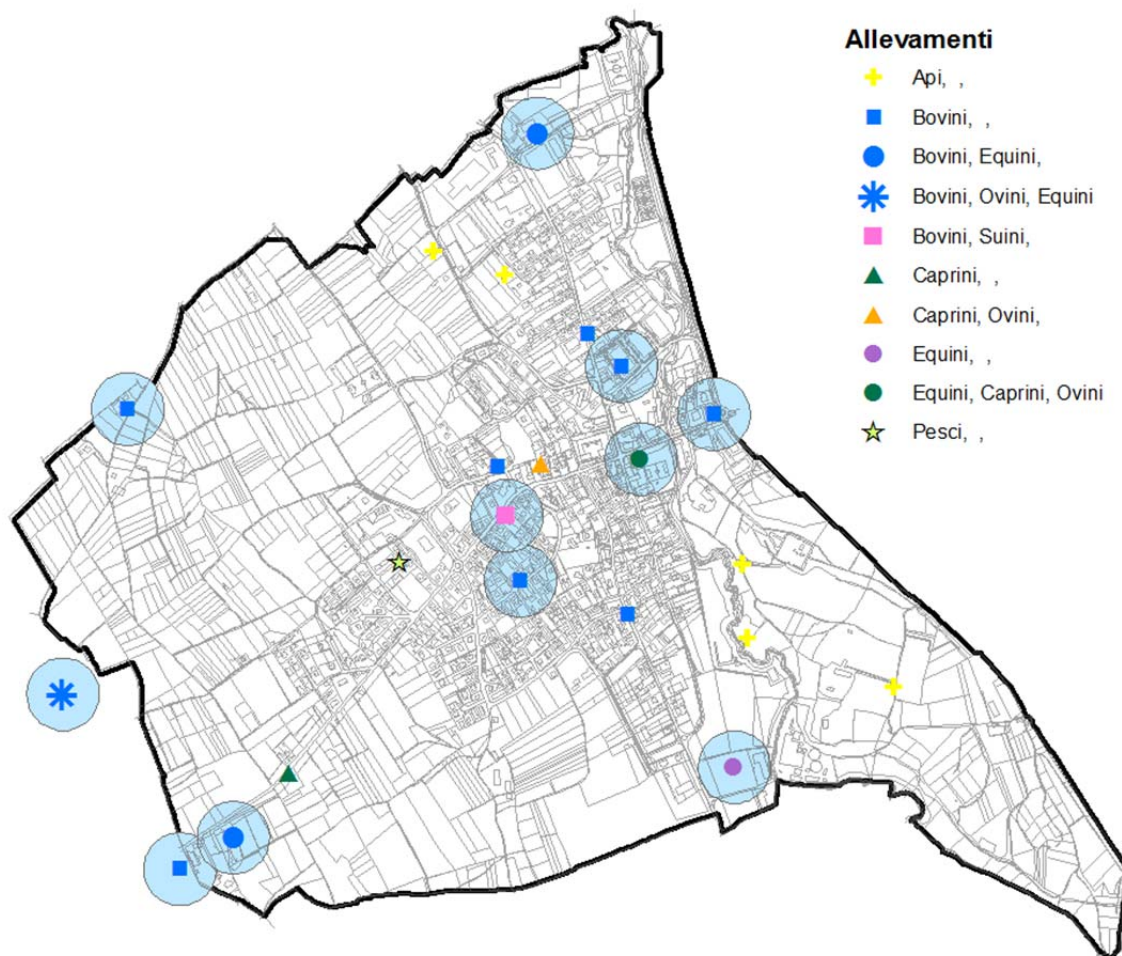 Allevamenti
Api, ,
Bovini, ,
Bovini, Equini,
Bovini, Ovini, Equini
Bovini, Suini,
Caprini, ,
Caprini, Ovini,
Equini, ,
Equini, Caprini, Ovini
Pesci, ,